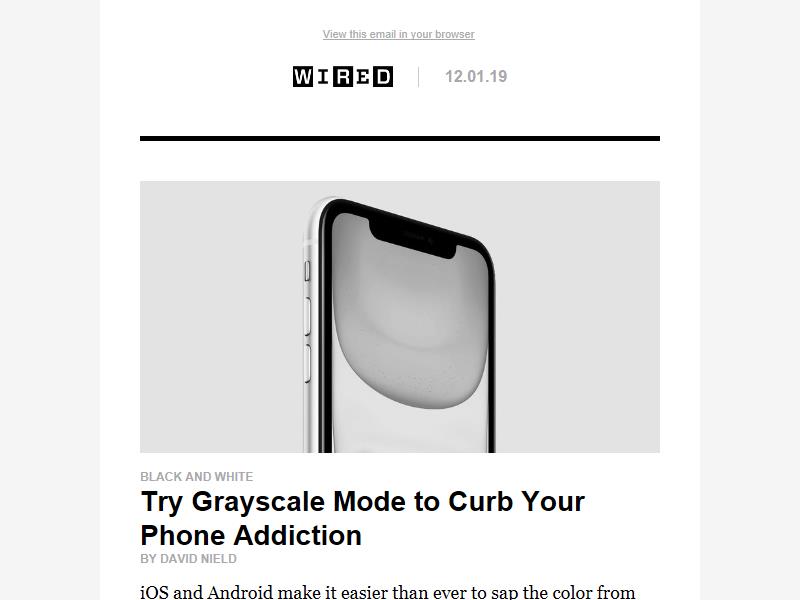 View this email in your browser
WIRED
12.01.19
BLACK AND WHITE
Try Grayscale Mode to Curb Your
Phone Addiction
BY DAVID NIELD
iOS and Android make it easier than ever to sap the color from